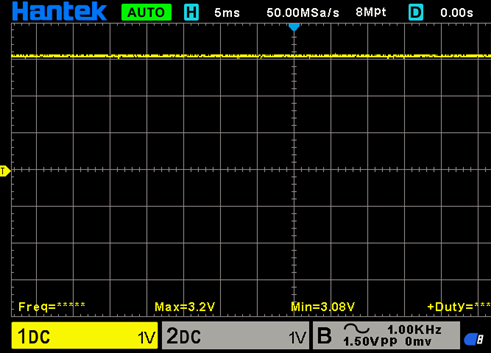 Hantek AUTO H 5ms 50.00MSa/s 8Mpt D 0.00s
T
Freq=***** Max=3.2V Min=3.08V +Duty=***
1DC 1V 2DC 1V B 1.00KHz
1.50Vpp 0mv 8